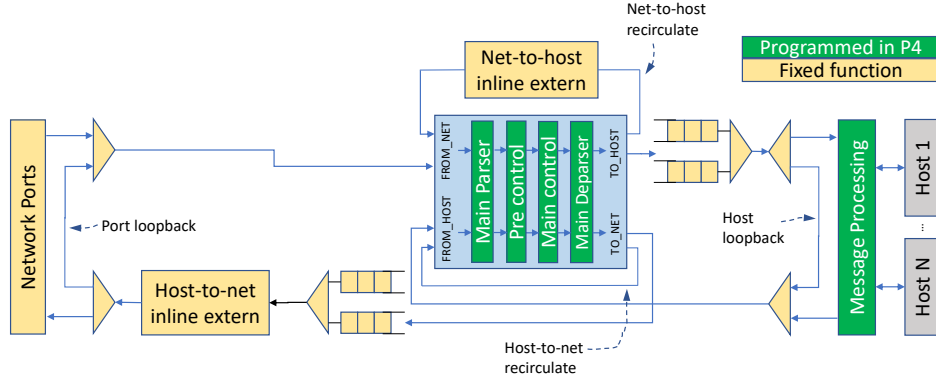 Net-to-host
recirculate
Programmed in P4
Fixed function
Net-to-host
inline extern
Network Ports
FROM_NET
FROM_HOST
Main Parser
Pre control
Main control
Main Deparser
TO_HOST
TO_NET
Port loopback
Host
loopback
Message Processing
Host 1
...
Host N
Host-to-net
inline extern
Host-to-net
recirculate